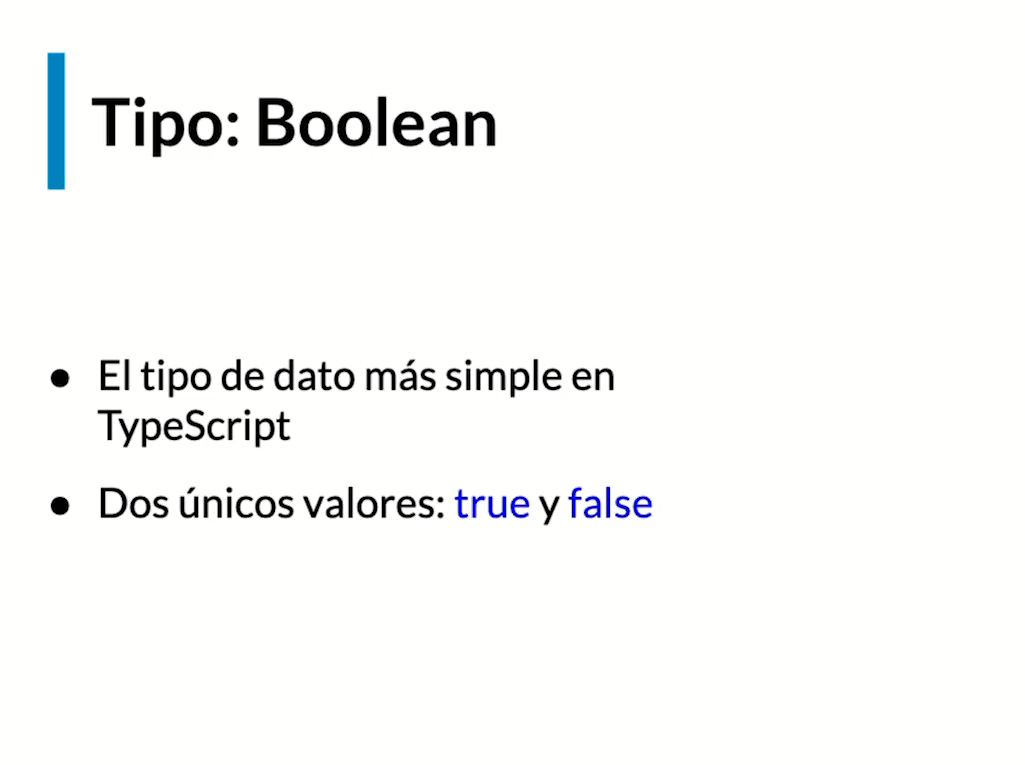 Tipo: Boolean
● El tipo de dato más simple en
TypeScript
● Dos únicos valores: true y false